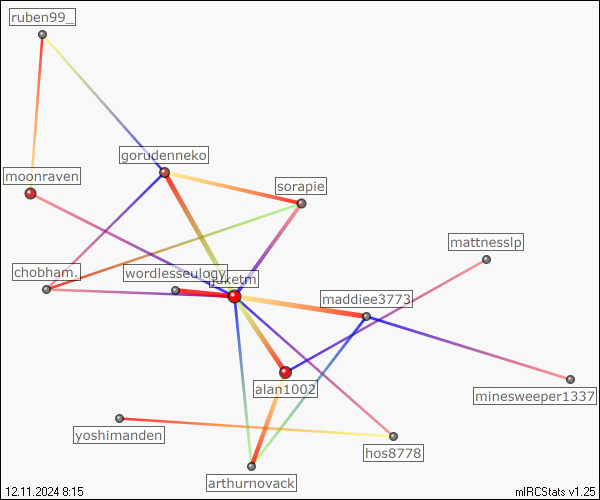 ruben99_
gorudenneko
moonraven
sorapie
mattnesslp
chobham.
wordlesseulogy
juketm
maddiee3773
alan1002
minesweeper1337
yoshimanden
hos8778
arthurnovack
12.11.2024 8:15
mIRCStats v1.25